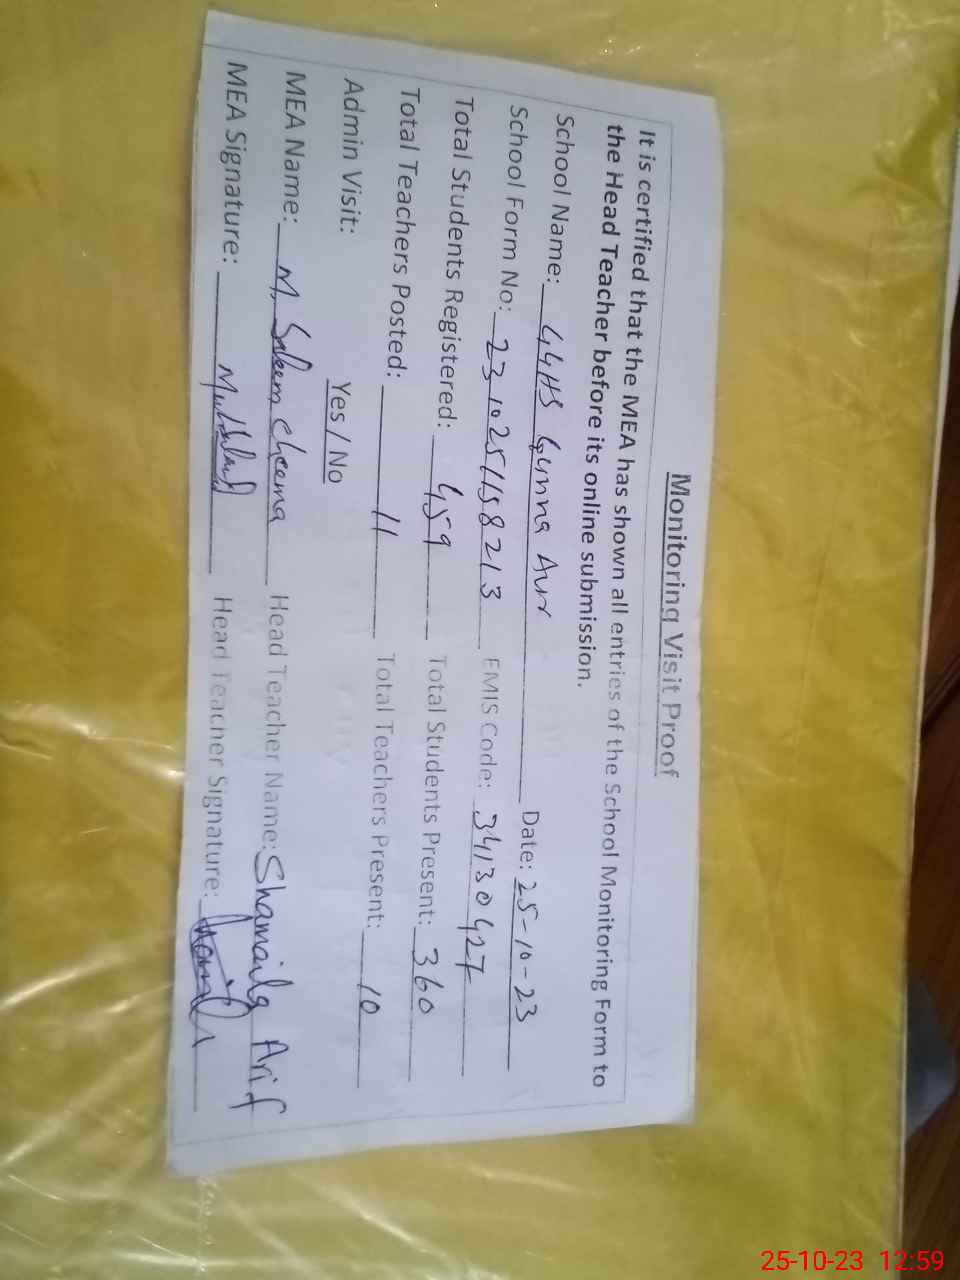 Monitoring Visit Proof
It is certified that the MEA has shown all entries of the School Monitoring Form to
the Head Teacher before its online submission.
School Name: GGHS Gunna Aur Date: 25-10-23
School Form No: 2310251158213 EMIS Code: 34130427
Total Students Registered: 459 Total Students Present: 360
Total Teachers Posted: 11 Total Teachers Present: 10
Admin Visit: Yes / No
MEA Name: M. Saleem Cheema Head Teacher Name: Shamaila Arif
MEA Signature: Head Teacher Signature:
25-10-23 12:59